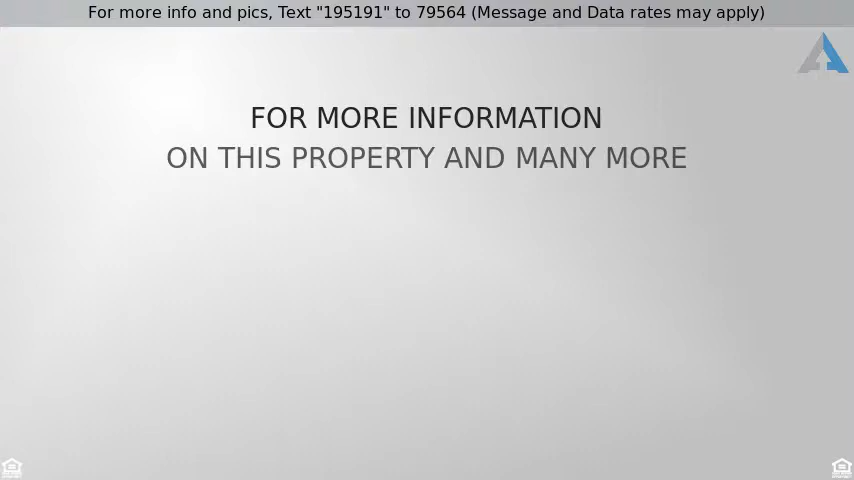 For more info and pics, Text "195191" to 79564 (Message and Data rates may apply)
FOR MORE INFORMATION
ON THIS PROPERTY AND MANY MORE